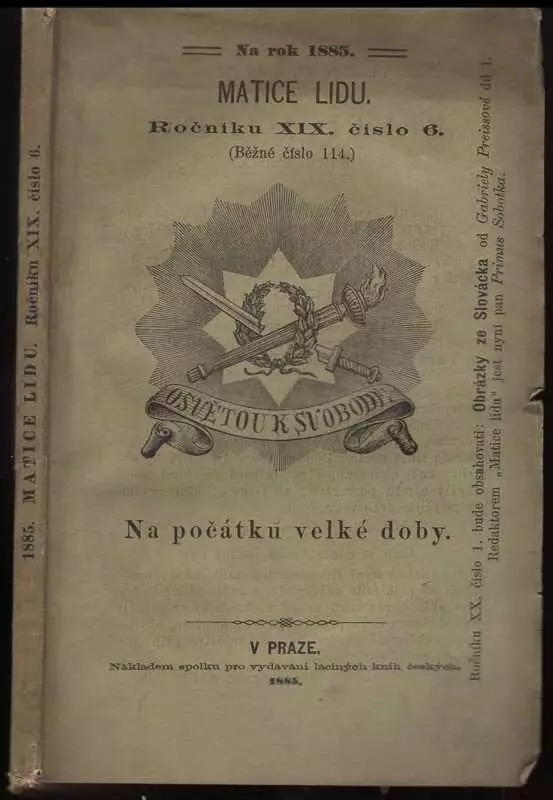 Na rok 1885.
MATICE LIDU.
Ročníku XIX. číslo 6.
(Běžné číslo 114.)
OSVĚTOU K SVOBODĚ
Na počátku velké doby.
V PRAZE.
Nákladem spolku pro vydávání laciných knih českých.
1885.
Ročníku XX. číslo 1. bude obsahovati: Obrázky ze Slovácka od Gabriely Preissové díl 1.
Redaktorem „Matice lidu" jest nyní pan Primus Sobotka.
1885. MATICE LIDU. Ročníku XIX. číslo 6.